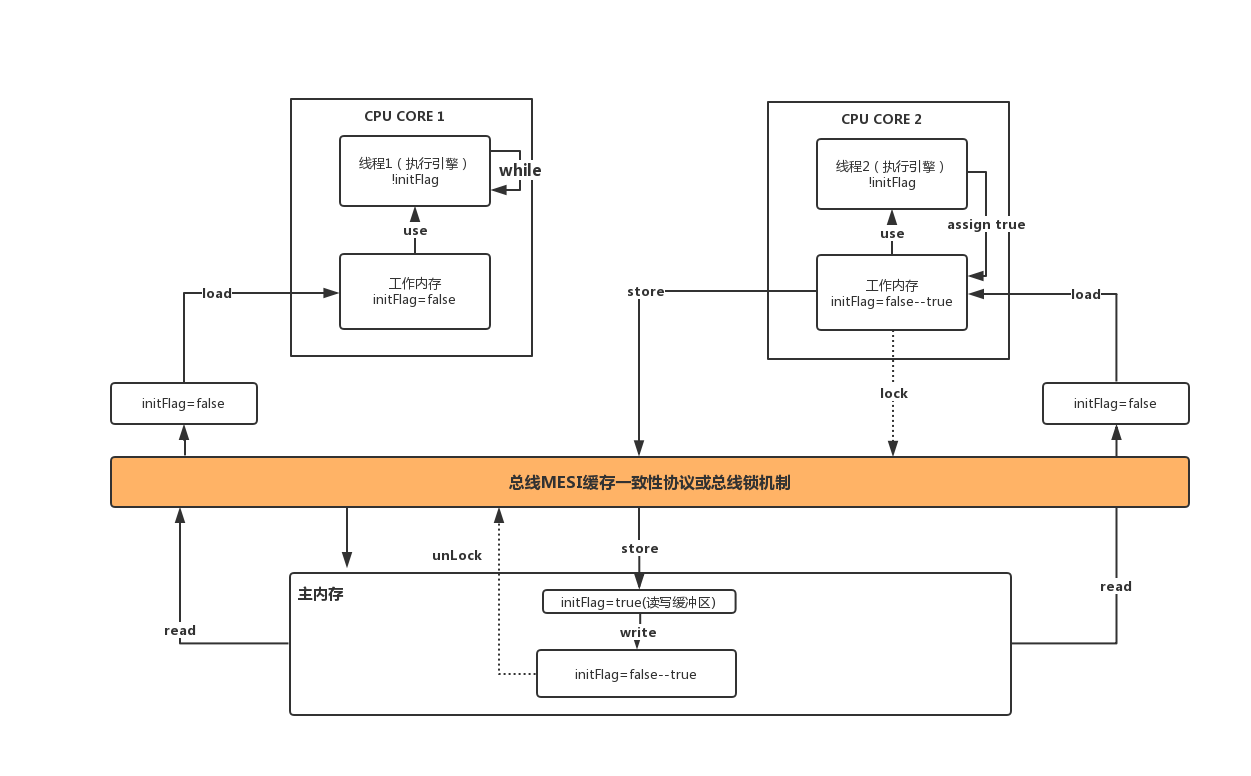 CPU CORE 1
线程1（执行引擎）
!initFlag
while
use
工作内存
initFlag=false
load
initFlag=false
CPU CORE 2
线程2（执行引擎）
!initFlag
assign true
use
工作内存
initFlag=false--true
store
load
lock
initFlag=false
总线MESI缓存一致性协议或总线锁机制
unLock
store
read
read
主内存
initFlag=true(读写缓冲区)
write
initFlag=false--true